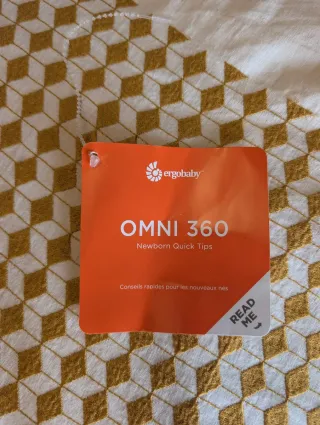 ergobaby
OMNI 360
Newborn Quick Tips
Conseils rapides pour les nouveaux nés
READ
ME